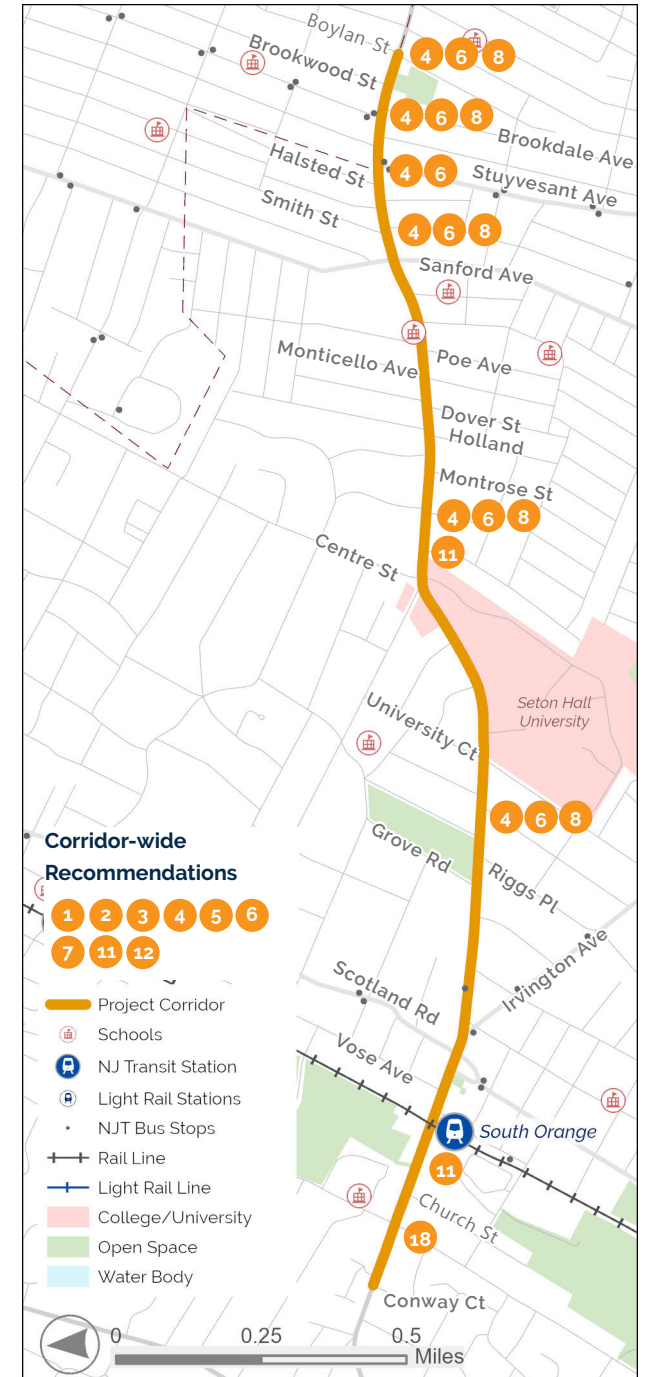 Boylan St
4 6 8
Brookwood St
4 6 8
Brookdale Ave
Halsted St
4 6
Stuyvesant Ave
Smith St
4 6 8
Sanford Ave
Monticello Ave
Poe Ave
Dover St
Holland
Montrose St
4 6 8
11
Centre St
Seton Hall
University
University Ct
4 6 8
Grove Rd
Riggs Pl
Irvington Ave
Scotland Rd
Vose Ave
South Orange
11
Church St
18
Conway Ct
Corridor-wide
Recommendations
1 2 3 4 5 6
7 11 12
Project Corridor
Schools
NJ Transit Station
Light Rail Stations
NJT Bus Stops
Rail Line
Light Rail Line
College/University
Open Space
Water Body
0 0.25 0.5
Miles